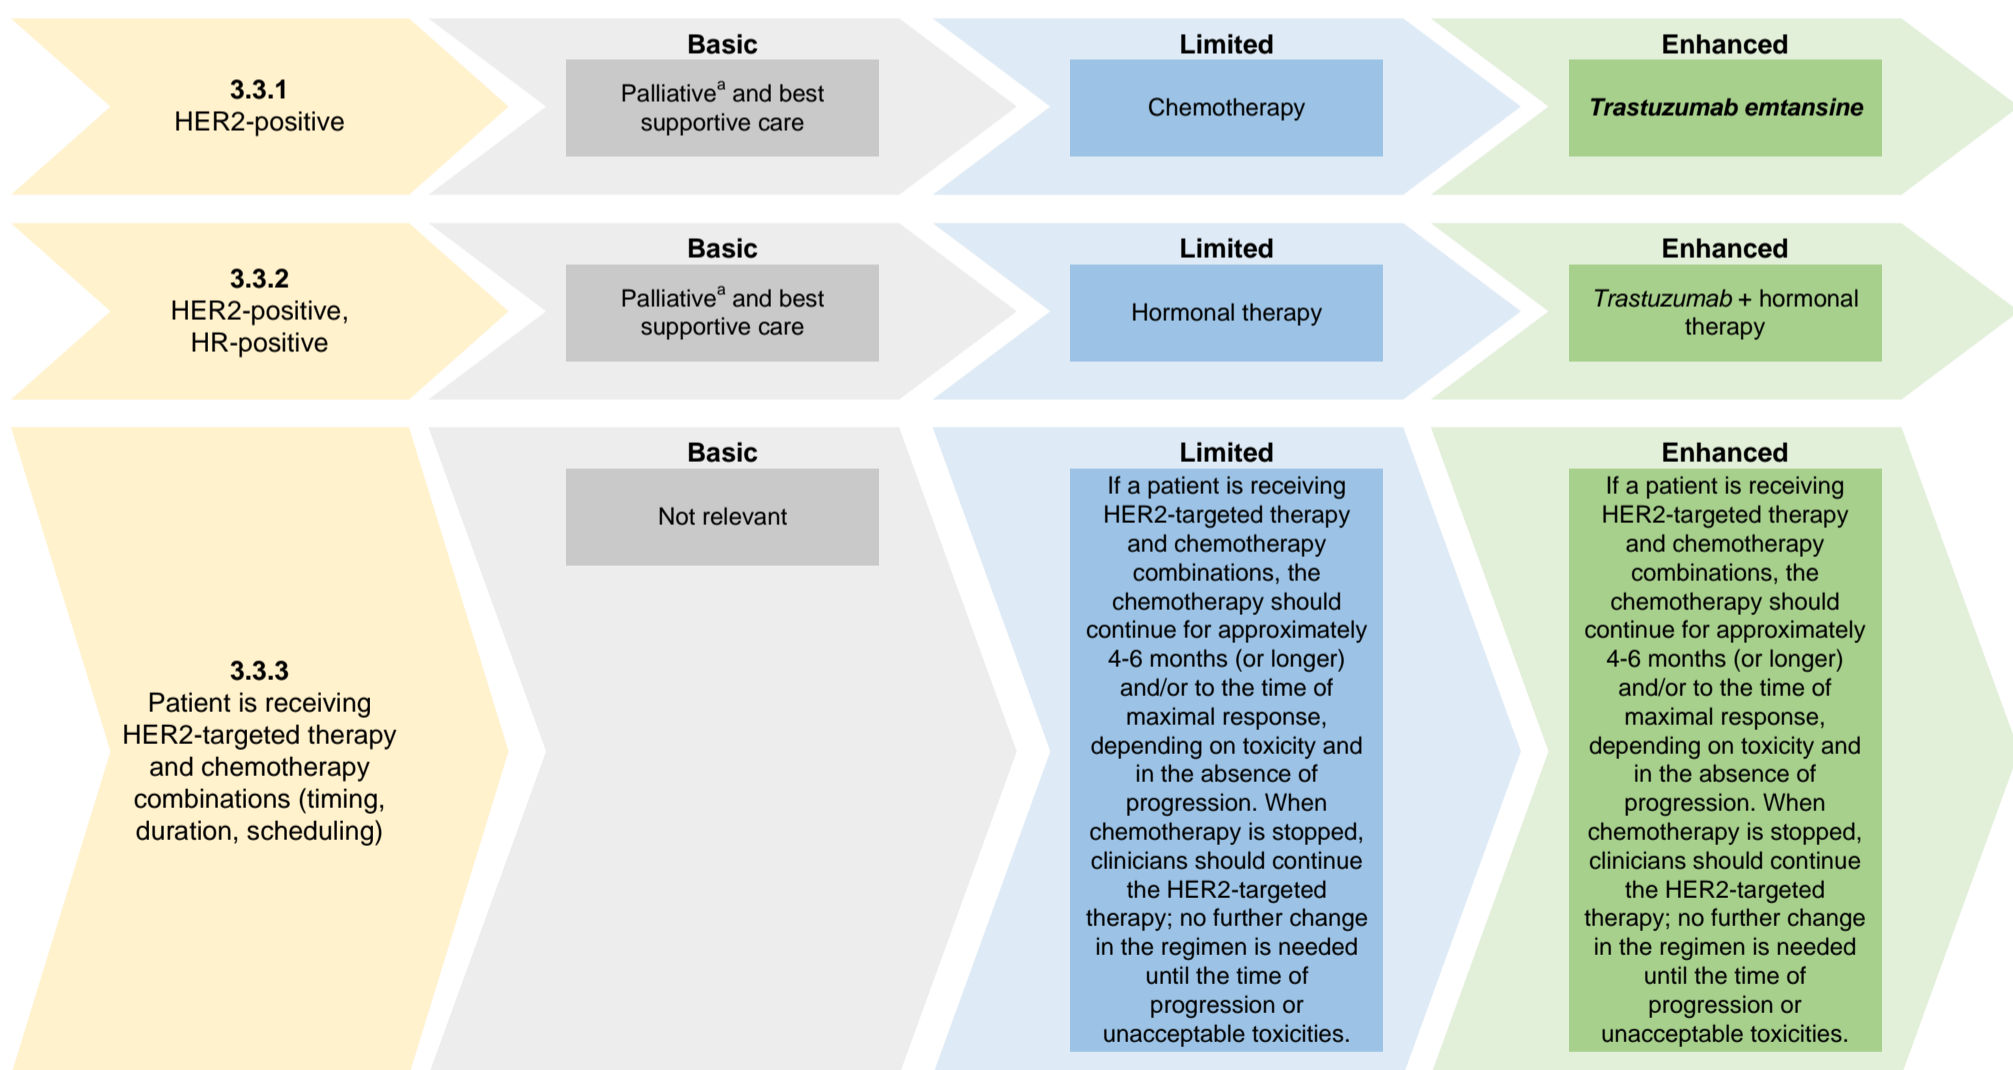 3.3.1
HER2-positive
Basic
Palliativeᵃ and best
supportive care
Limited
Chemotherapy
Enhanced
Trastuzumab emtansine
3.3.2
HER2-positive,
HR-positive
Basic
Palliativeᵃ and best
supportive care
Limited
Hormonal therapy
Enhanced
Trastuzumab + hormonal
therapy
3.3.3
Patient is receiving
HER2-targeted therapy
and chemotherapy
combinations (timing,
duration, scheduling)
Basic
Not relevant
Limited
If a patient is receiving
HER2-targeted therapy
and chemotherapy
combinations, the
chemotherapy should
continue for approximately
4-6 months (or longer)
and/or to the time of
maximal response,
depending on toxicity and
in the absence of
progression. When
chemotherapy is stopped,
clinicians should continue
the HER2-targeted
therapy; no further change
in the regimen is needed
until the time of
progression or
unacceptable toxicities.
Enhanced
If a patient is receiving
HER2-targeted therapy
and chemotherapy
combinations, the
chemotherapy should
continue for approximately
4-6 months (or longer)
and/or to the time of
maximal response,
depending on toxicity and
in the absence of
progression. When
chemotherapy is stopped,
clinicians should continue
the HER2-targeted
therapy; no further change
in the regimen is needed
until the time of
progression or
unacceptable toxicities.